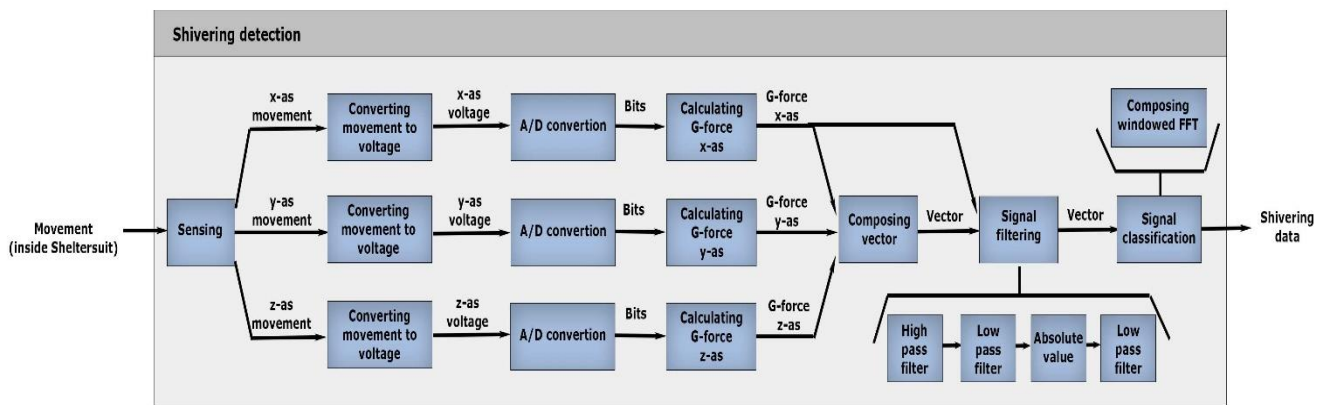 Shivering detection
x-as
movement
Converting
movement to
voltage
x-as
voltage
A/D convertion
Bits
Calculating
G-force
x-as
G-force
x-as
Composing
windowed FFT
Movement
(inside Sheltersuit)
Sensing
y-as
movement
Converting
movement to
voltage
y-as
voltage
A/D convertion
Bits
Calculating
G-force
y-as
G-force
y-as
Composing
vector
Vector
Signal
filtering
Vector
Signal
classification
Shivering
data
z-as
movement
Converting
movement to
voltage
z-as
voltage
A/D convertion
Bits
Calculating
G-force
z-as
G-force
z-as
High
pass
filter
Low
pass
filter
Absolute
value
Low
pass
filter